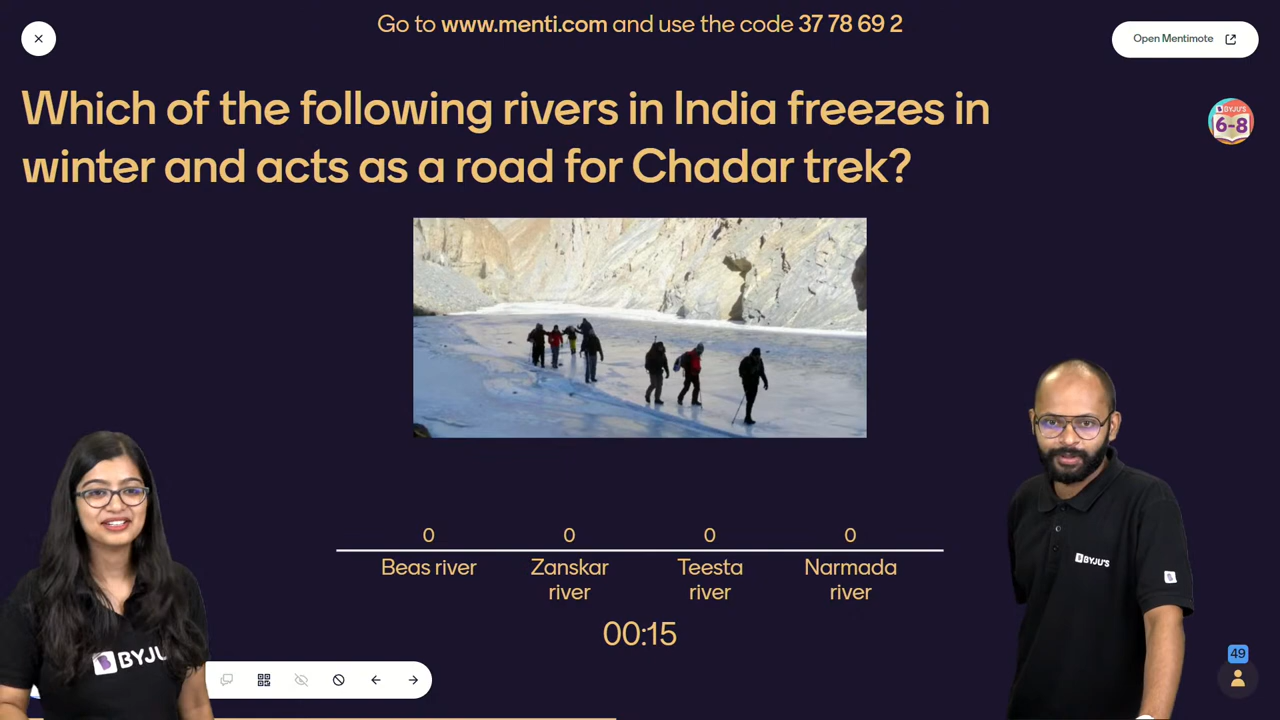 Go to www.menti.com and use the code 37 78 69 2
Open Mentimote
Which of the following rivers in India freezes in
winter and acts as a road for Chadar trek?
BYJU'S
6-8
0 0 0 0
Beas river Zanskar river Teesta river Narmada river
00:15
BYJU
BYJU'S
49